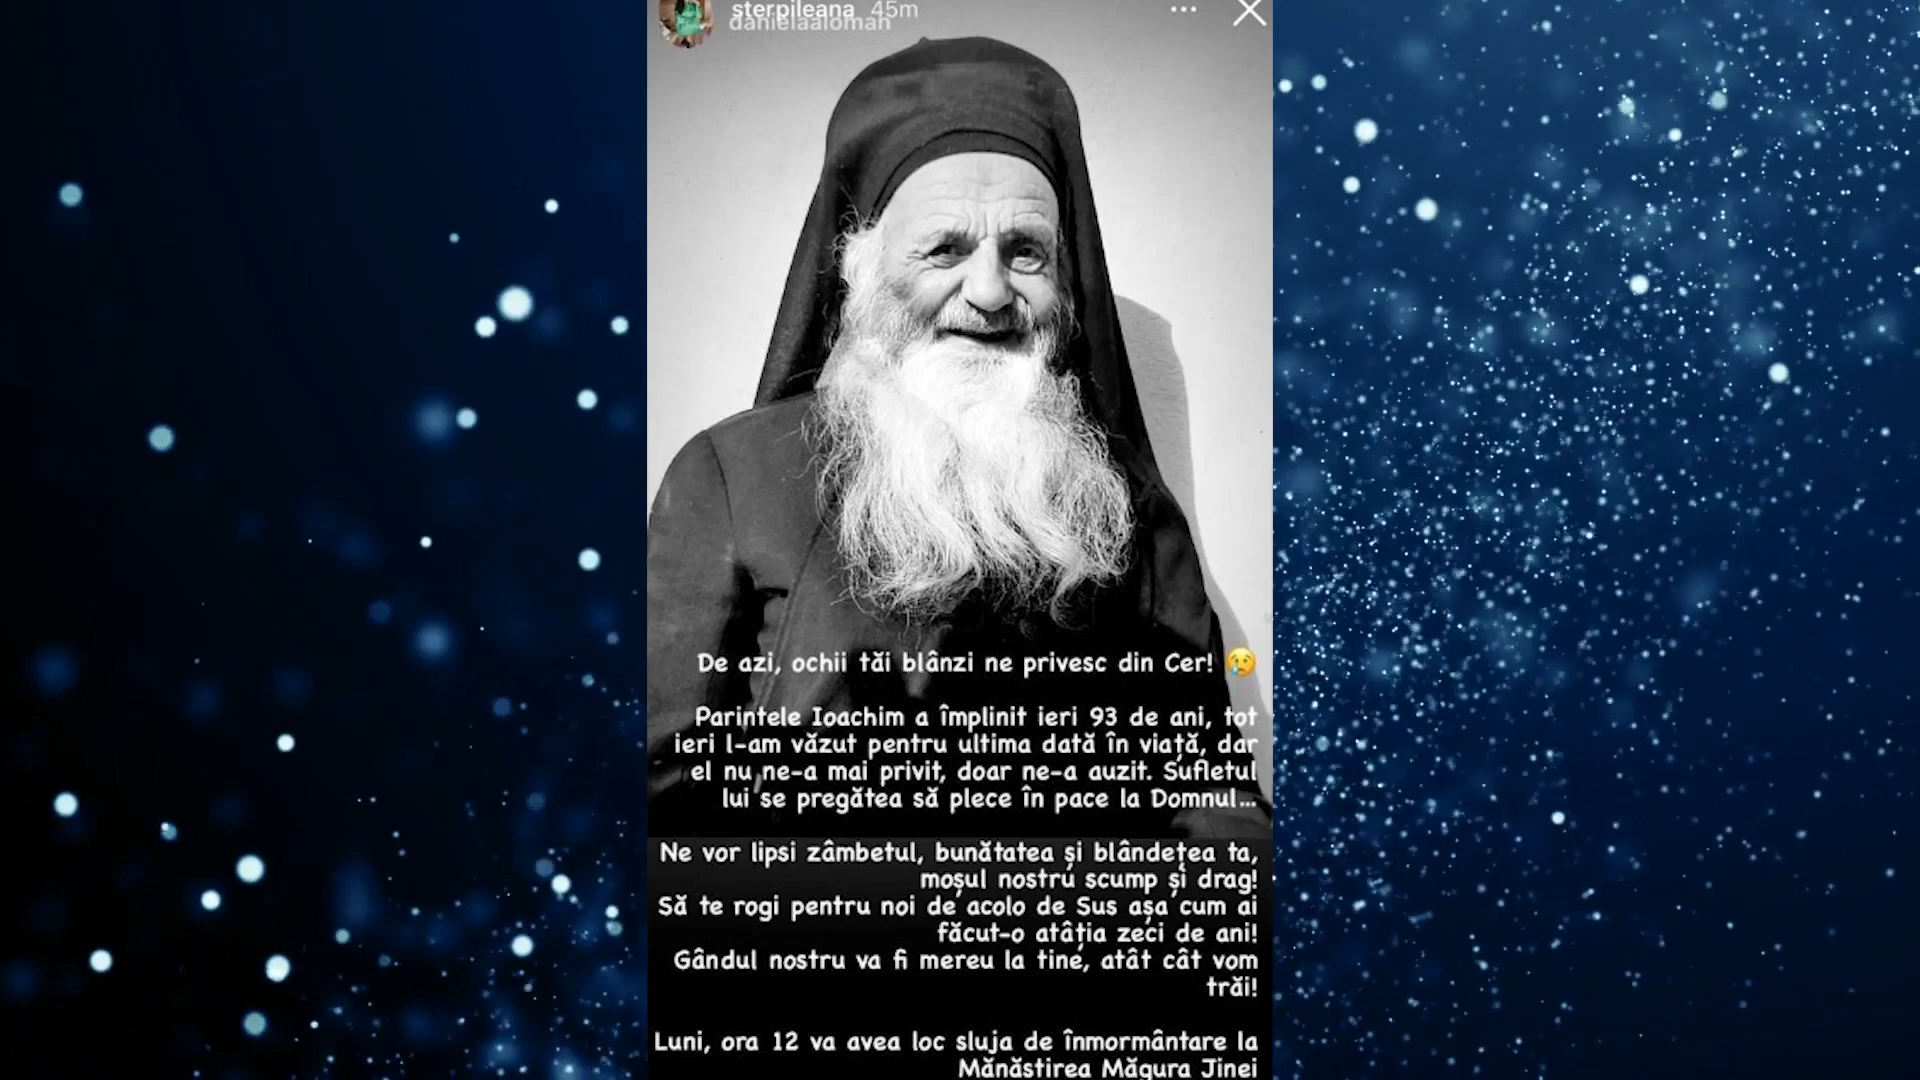 sterpileana 45m
danielaaloman
De azi, ochii tăi blânzi ne privesc din Cer! 😢
Parintele Ioachim a împlinit ieri 93 de ani, tot
ieri l-am văzut pentru ultima dată în viață, dar
el nu ne-a mai privit, doar ne-a auzit. Sufletul
lui se pregătea să plece în pace la Domnul...
Ne vor lipsi zâmbetul, bunătatea și blândețea ta,
moșul nostru scump și drag!
Să te rogi pentru noi de acolo de Sus așa cum ai
făcut-o atâția zeci de ani!
Gândul nostru va fi mereu la tine, atât cât vom
trăi!
Luni, ora 12 va avea loc sluja de înmormântare la
Mănăstirea Măgura Jinei